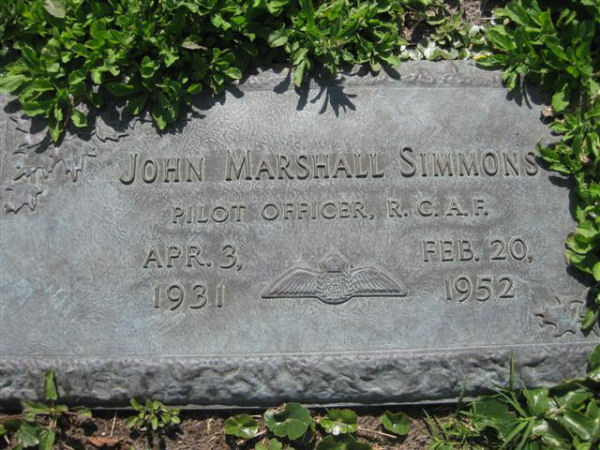 JOHN MARSHALL SIMMONS
PILOT OFFICER, R.C.A.F.
APR. 3, 1931
FEB. 20, 1952